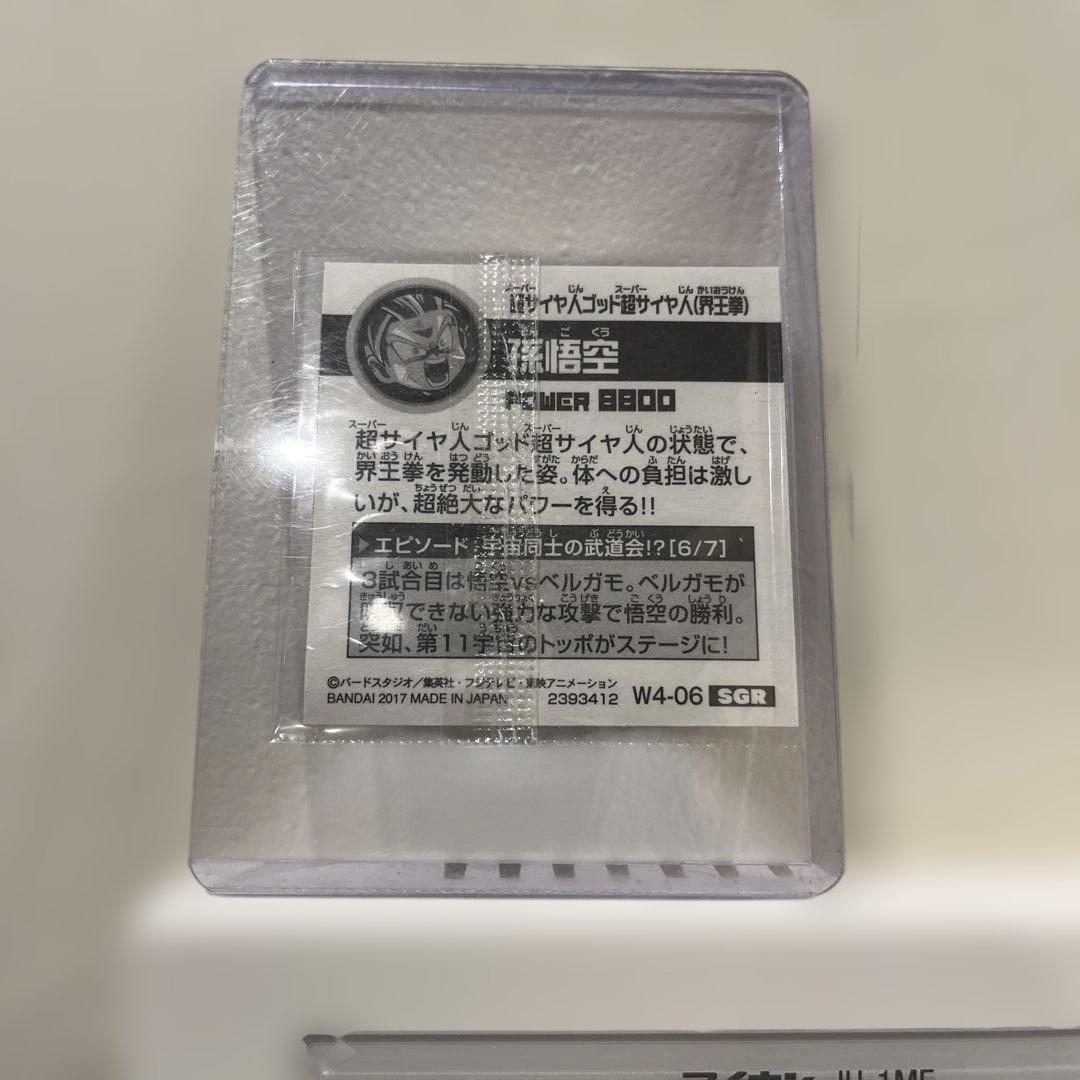 超サイヤ人ゴッド超サイヤ人(界王拳)
孫悟空
POWER 8800
超サイヤ人ゴッド超サイヤ人の状態で、
界王拳を発動した姿。体への負担は激し
いが、超絶大なパワーを得る!!
▶エピソード 宇宙同士の武道会!?[6/7]
3試合目は悟空vsベルガモ。ベルガモが
できない強力な攻撃で悟空の勝利。
突如、第11宇宙のトッポがステージに!
©バードスタジオ/集英社・フジテレビ・東映アニメーション
BANDAI 2017 MADE IN JAPAN 2393412 W4-06 SGR